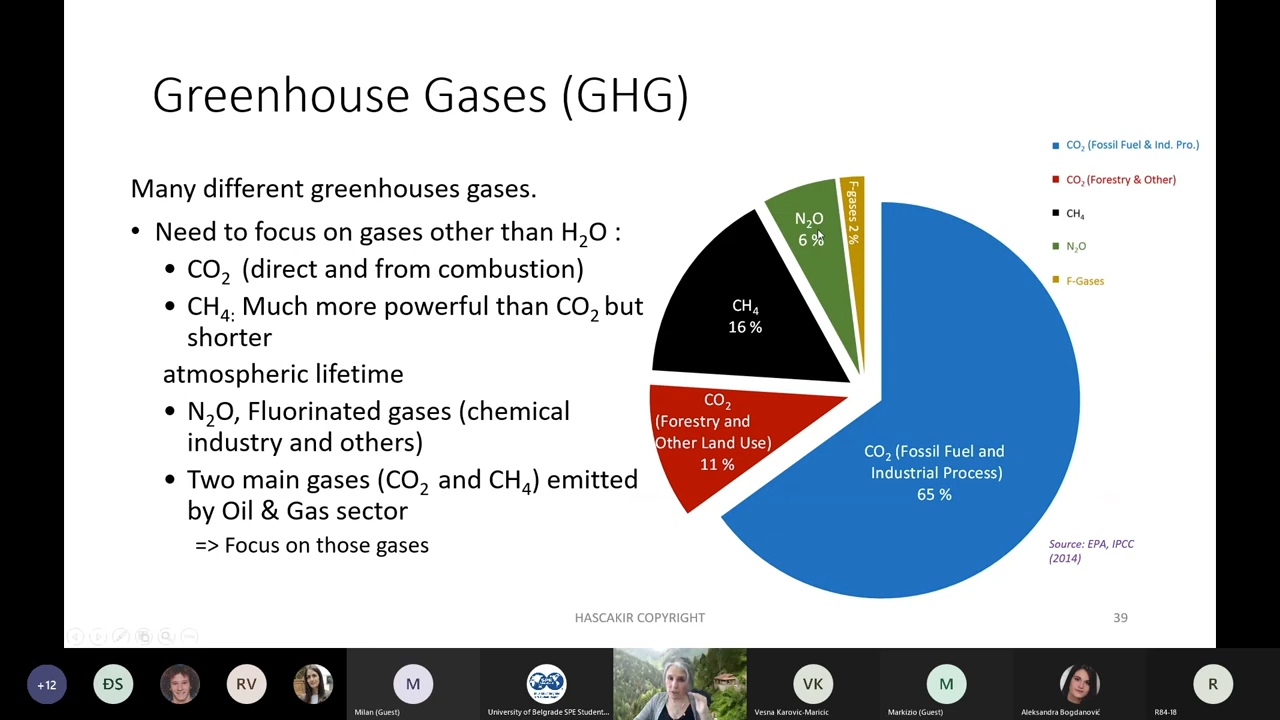 Greenhouse Gases (GHG)
Many different greenhouses gases.
• Need to focus on gases other than H₂O :
• CO₂ (direct and from combustion)
• CH₄: Much more powerful than CO₂ but
shorter
atmospheric lifetime
• N₂O, Fluorinated gases (chemical
industry and others)
• Two main gases (CO₂ and CH₄) emitted
by Oil & Gas sector
=> Focus on those gases
N₂O
6 %
F-gases 2 %
CH₄
16 %
CO₂
(Forestry and
Other Land Use)
11 %
CO₂ (Fossil Fuel and
Industrial Process)
65 %
CO₂ (Fossil Fuel & Ind. Pro.)
CO₂ (Forestry & Other)
CH₄
N₂O
F-Gases
Source: EPA, IPCC
(2014)
HASCAKIR COPYRIGHT
39
+12
ĐS
RV
M
Milan (Guest)
University of Belgrade SPE Student...
VK
Vesna Karovic-Maricic
M
Markizio (Guest)
Aleksandra Bogdanović
R
R84-18